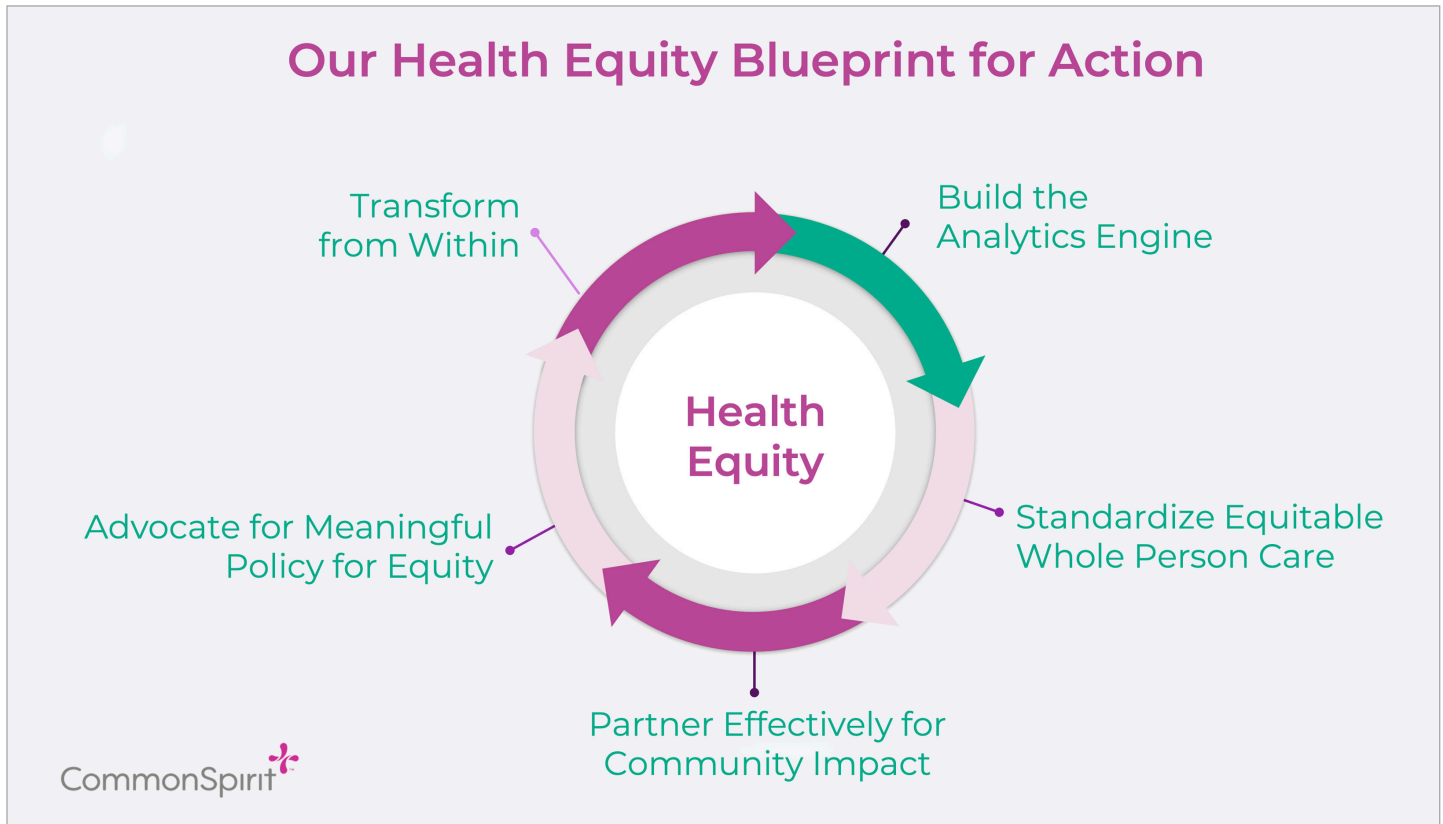 Our Health Equity Blueprint for Action
Transform
from Within
Build the
Analytics Engine
Health
Equity
Advocate for Meaningful
Policy for Equity
Standardize Equitable
Whole Person Care
Partner Effectively for
Community Impact
CommonSpirit